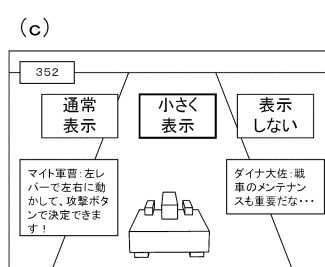 (c)
352
通常
表示
小さく
表示
表示
しない
マイト軍曹：左レ
バーで左右に動
かして、攻撃ボタ
ンで決定できま
す！
ダイナ大佐：戦
車のメンテナン
スも重要だな・・・